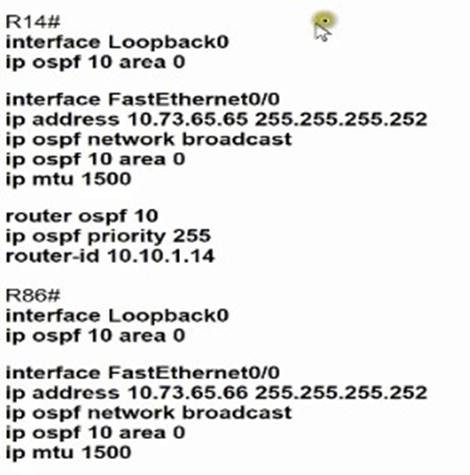 R14#
interface Loopback0
ip ospf 10 area 0
interface FastEthernet0/0
ip address 10.73.65.65 255.255.255.252
ip ospf network broadcast
ip ospf 10 area 0
ip mtu 1500
router ospf 10
ip ospf priority 255
router-id 10.10.1.14
R86#
interface Loopback0
ip ospf 10 area 0
interface FastEthernet0/0
ip address 10.73.65.66 255.255.255.252
ip ospf network broadcast
ip ospf 10 area 0
ip mtu 1500